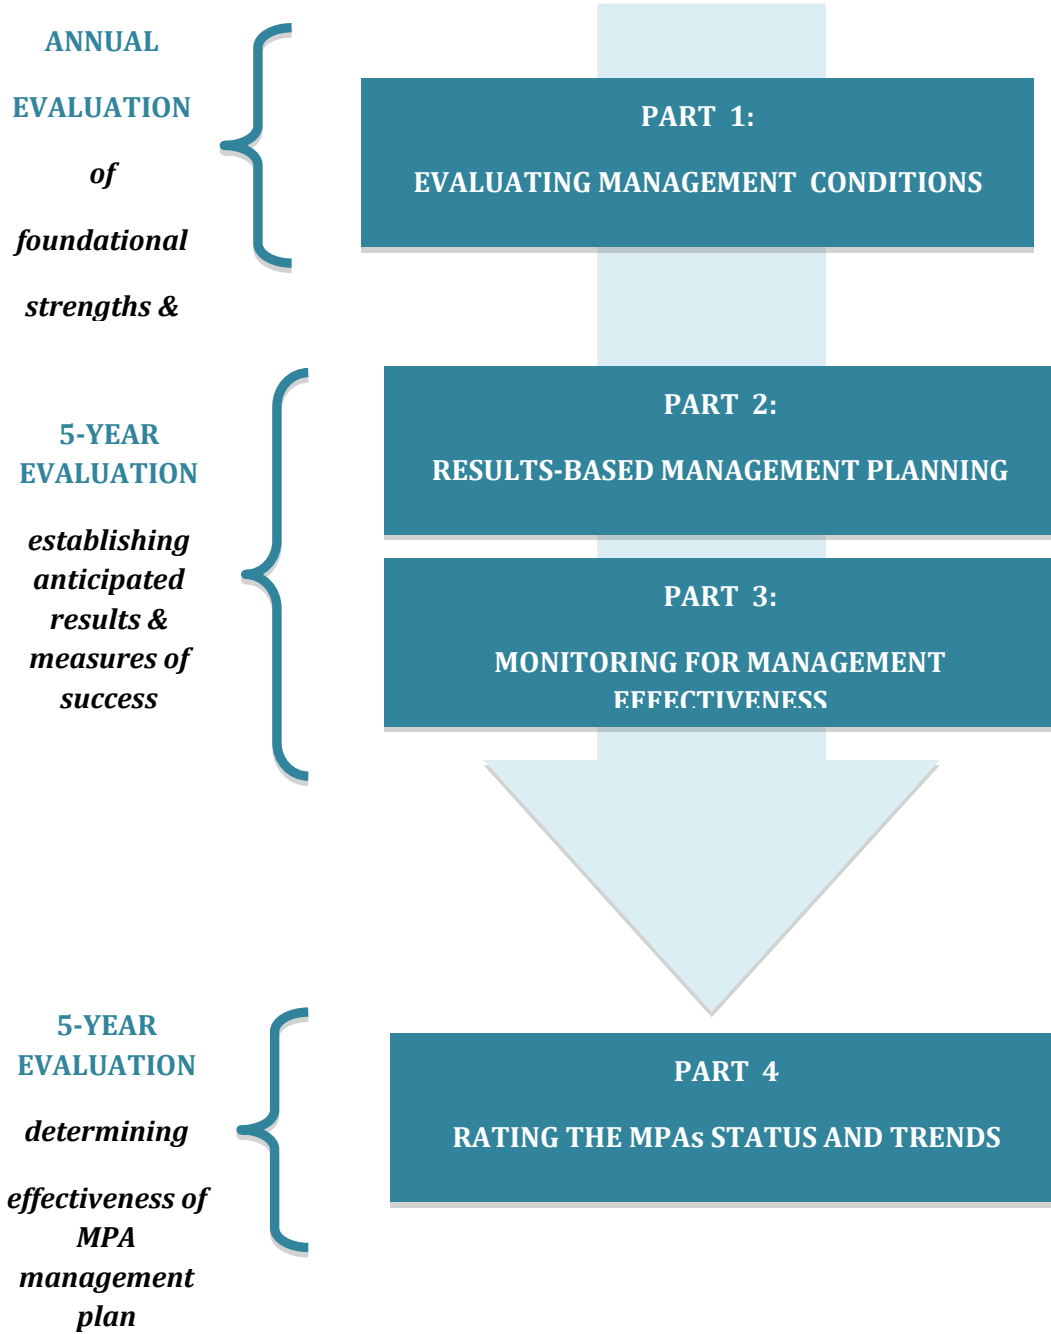 ANNUAL
EVALUATION
of
foundational
strengths &
PART 1:
EVALUATING MANAGEMENT CONDITIONS
5-YEAR
EVALUATION
establishing
anticipated
results &
measures of
success
PART 2:
RESULTS-BASED MANAGEMENT PLANNING
PART 3:
MONITORING FOR MANAGEMENT
EFFECTIVENESS
5-YEAR
EVALUATION
determining
effectiveness of
MPA
management
plan
PART 4
RATING THE MPAs STATUS AND TRENDS